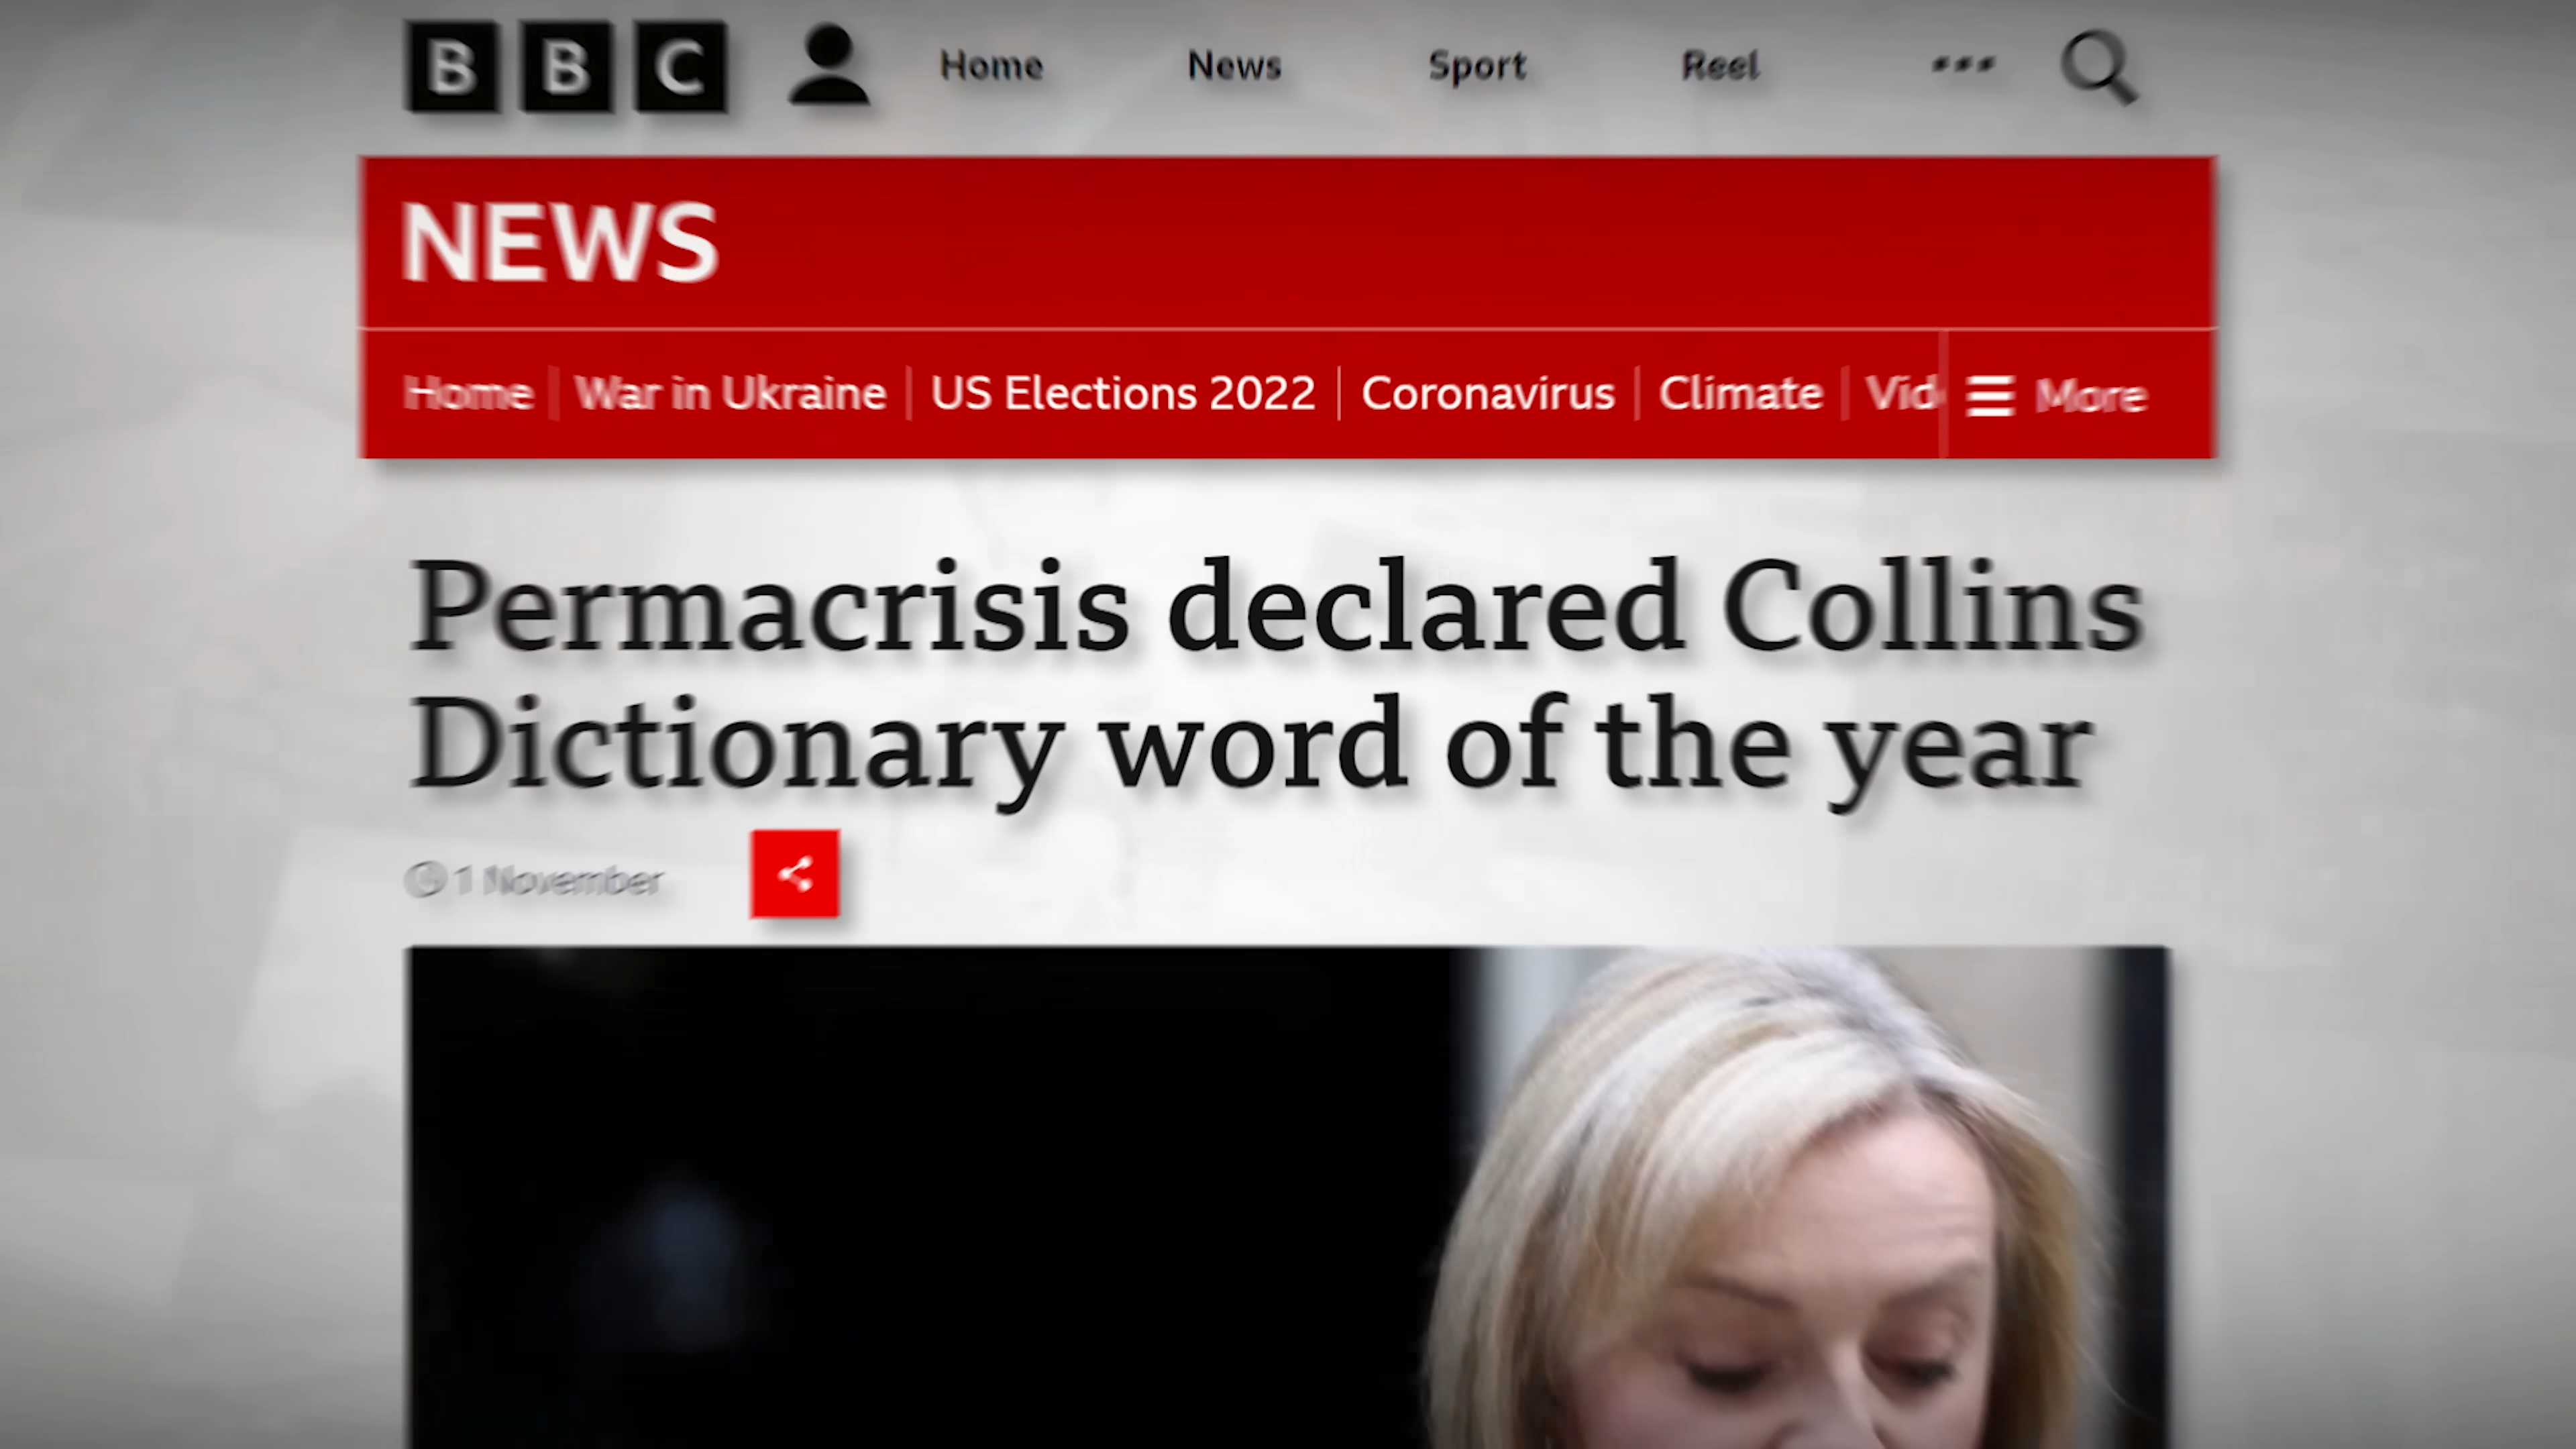 BBC Home News Sport Reel
NEWS
Home War in Ukraine US Elections 2022 Coronavirus Climate Vid More
Permacrisis declared Collins
Dictionary word of the year
1 November